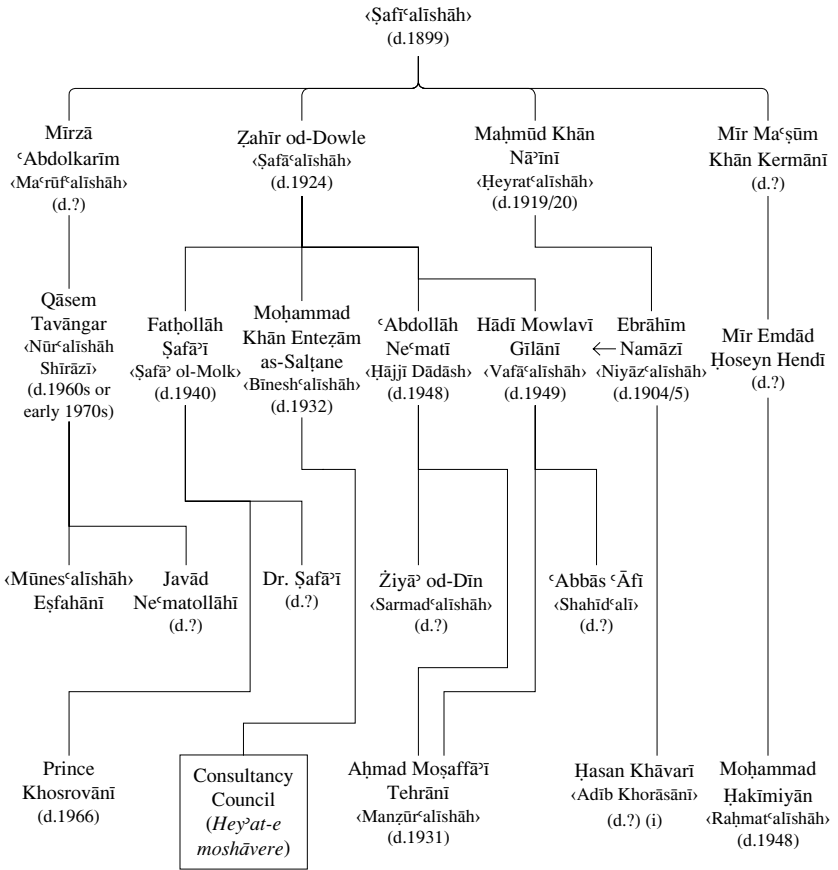 ‹Ṣafīʿalīshāh›
(d.1899)
Mīrzā
ʿAbdolkarīm
‹Maʿrūfʿalīshāh›
(d.?)
Ẓahīr od-Dowle
‹Ṣafāʿalīshāh›
(d.1924)
Maḥmūd Khān
Nāʾīnī
‹Ḥeyratʿalīshāh›
(d.1919/20)
Mīr Maʿṣūm
Khān Kermānī
(d.?)
Qāsem
Tavāngar
‹Nūrʿalīshāh
Shīrāzī›
(d.1960s or
early 1970s)
Fatḥollāh
Ṣafāʾī
‹Ṣafāʾ ol-Molk›
(d.1940)
Moḥammad
Khān Enteẓām
as-Salṭane
‹Bīneshʿalīshāh›
(d.1932)
ʿAbdollāh
Neʿmatī
‹Ḥājjī Dādāsh›
(d.1948)
Hādī Mowlavī
Gīlānī
‹Vafāʿalīshāh›
(d.1949)
Ebrāhīm
Namāzī
‹Niyāzʿalīshāh›
(d.1904/5)
Mīr Emdād
Ḥoseyn Hendī
(d.?)
‹Mūnesʿalīshāh›
Eṣfahānī
Javād
Neʿmatollāhī
(d.?)
Dr. Ṣafāʾī
(d.?)
Żiyāʾ od-Dīn
‹Sarmadʿalīshāh›
(d.?)
ʿAbbās ʿĀfī
‹Shahīdʿalī›
(d.?)
Prince
Khosrovānī
(d.1966)
Consultancy
Council
(Heyʾat-e
moshāvere)
Aḥmad Moṣaffāʾī
Tehrānī
‹Manẓūrʿalīshāh›
(d.1931)
Ḥasan Khāvarī
‹Adīb Khorāsānī›
(d.?) (i)
Moḥammad
Ḥakīmiyān
‹Raḥmatʿalīshāh›
(d.1948)